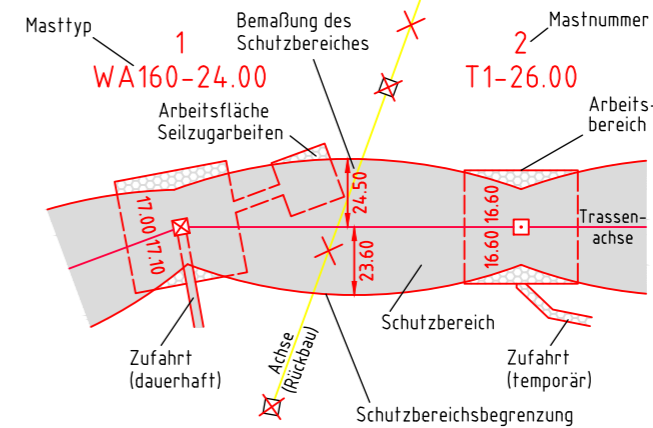 Masttyp
1
WA160-24.00
Bemaßung des
Schutzbereiches
Mastnummer
2
T1-26.00
Arbeitsfläche
Seilzugarbeiten
Arbeits-
bereich
17.00
17.10
24.50
23.60
16.60
16.60
Trassen-
achse
Schutzbereich
Zufahrt
(dauerhaft)
Achse
(Rückbau)
Zufahrt
(temporär)
Schutzbereichsbegrenzung